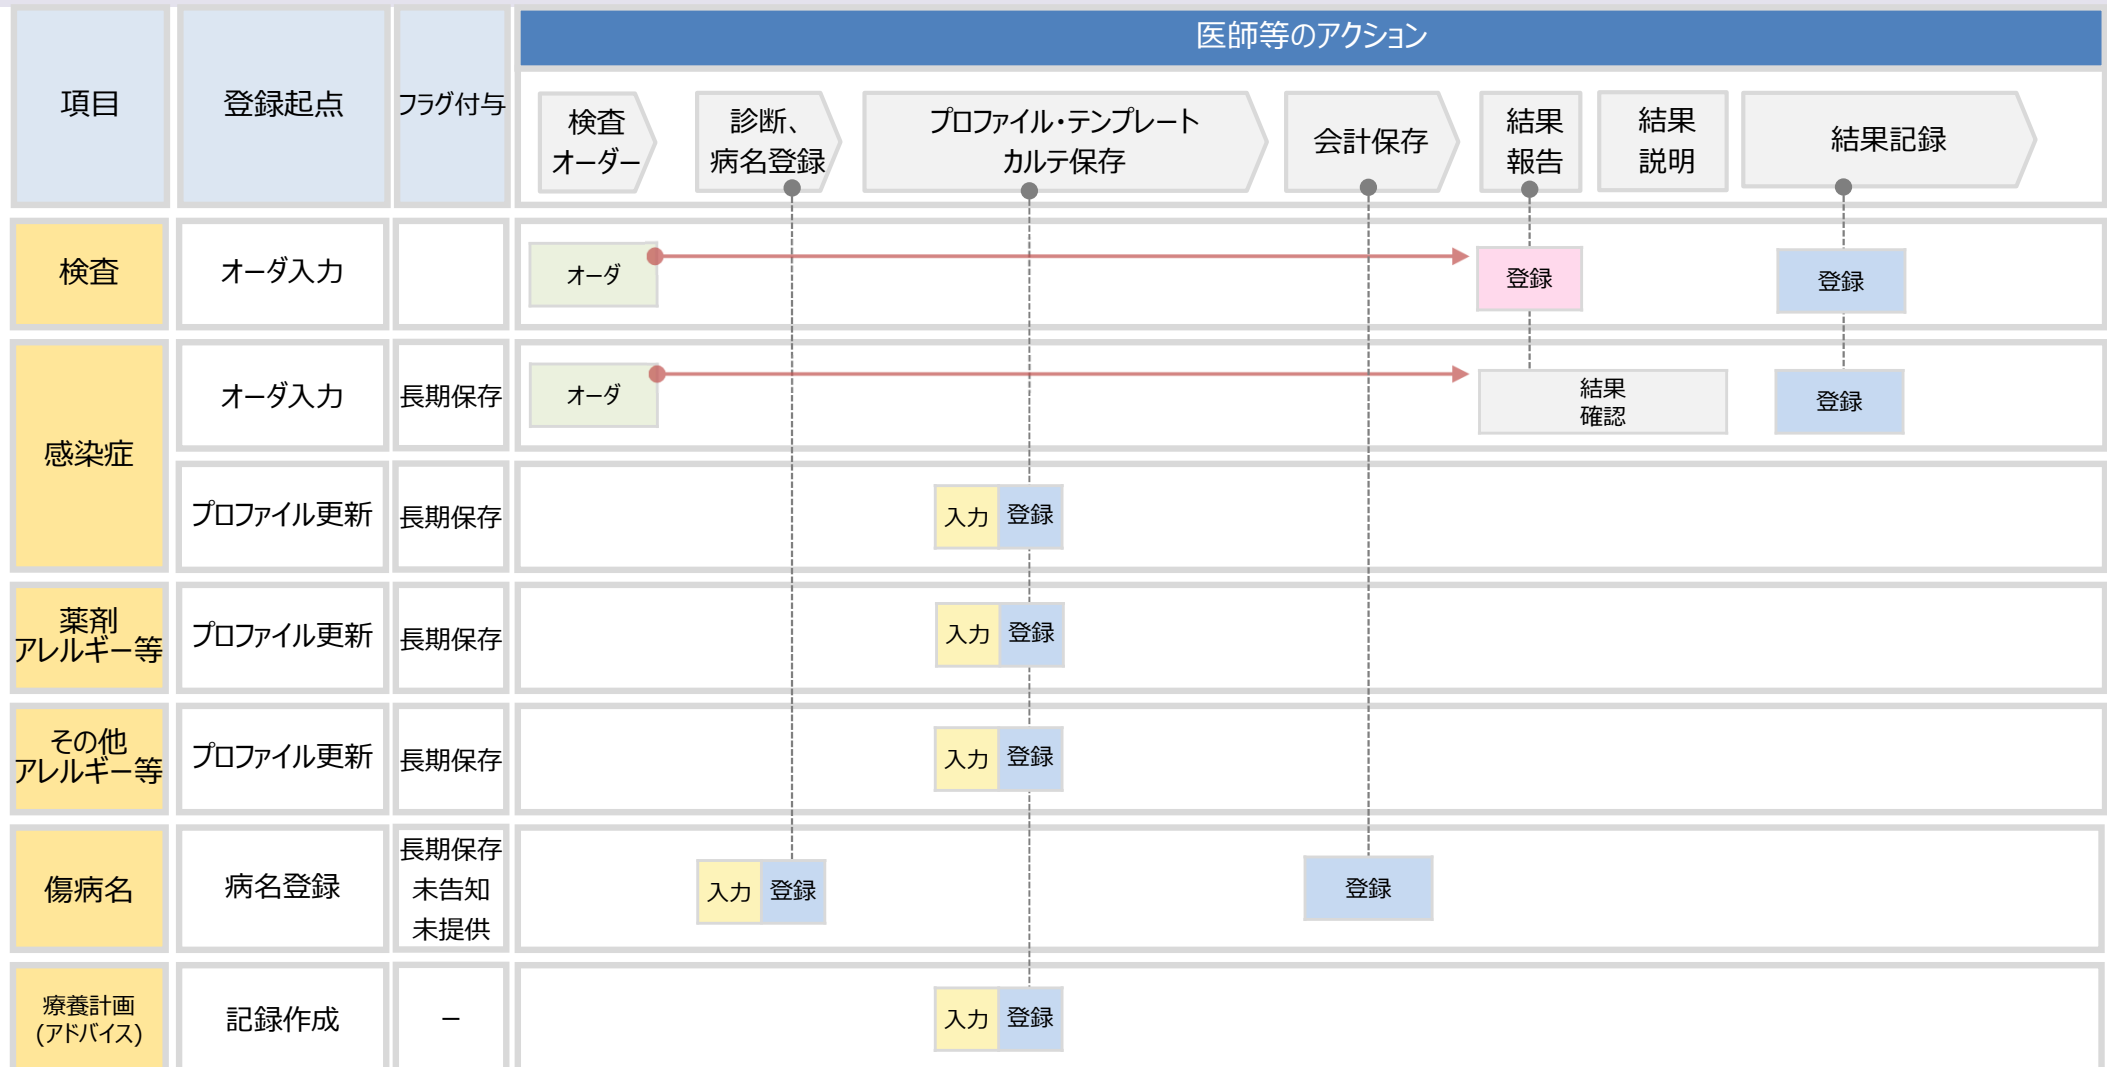 医師等のアクション
項目
登録起点
フラグ付与
検査
オーダー
診断、
病名登録
プロファイル・テンプレート
カルテ保存
会計保存
結果
報告
結果
説明
結果記録
検査
オーダ入力
オーダ
登録
登録
感染症
オーダ入力
長期保存
オーダ
結果
確認
登録
プロファイル更新
長期保存
入力
登録
薬剤
アレルギー等
プロファイル更新
長期保存
入力
登録
その他
アレルギー等
プロファイル更新
長期保存
入力
登録
傷病名
病名登録
長期保存
未告知
未提供
入力
登録
登録
療養計画
(アドバイス)
記録作成
－
入力
登録